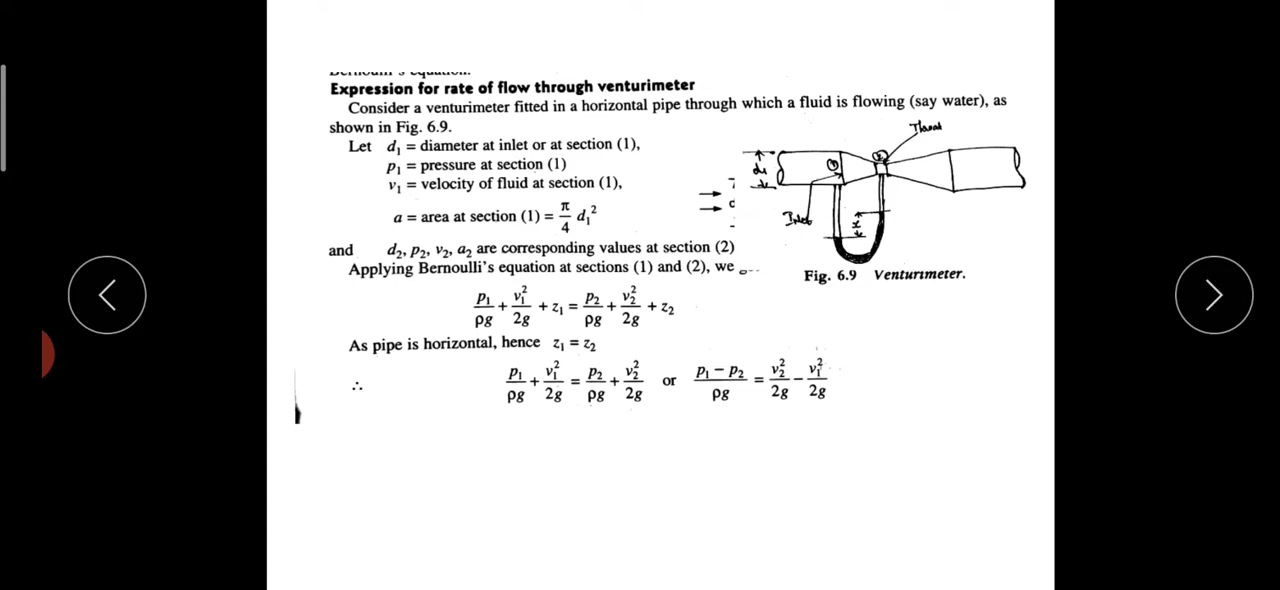 Bernoulli's equation.
Expression for rate of flow through venturimeter
Consider a venturimeter fitted in a horizontal pipe through which a fluid is flowing (say water), as
shown in Fig. 6.9.
Let d₁ = diameter at inlet or at section (1),
p₁ = pressure at section (1)
v₁ = velocity of fluid at section (1),
a = area at section (1) = π/4 d₁²
and d₂, p₂, v₂, a₂ are corresponding values at section (2)
Applying Bernoulli's equation at sections (1) and (2), we
p₁/ρg + v₁²/2g + z₁ = p₂/ρg + v₂²/2g + z₂
As pipe is horizontal, hence z₁ = z₂
∴ p₁/ρg + v₁²/2g = p₂/ρg + v₂²/2g or p₁ − p₂/ρg = v₂²/2g − v₁²/2g
Throat
d₁
①
②
Inlet
x
Fig. 6.9 Venturimeter.